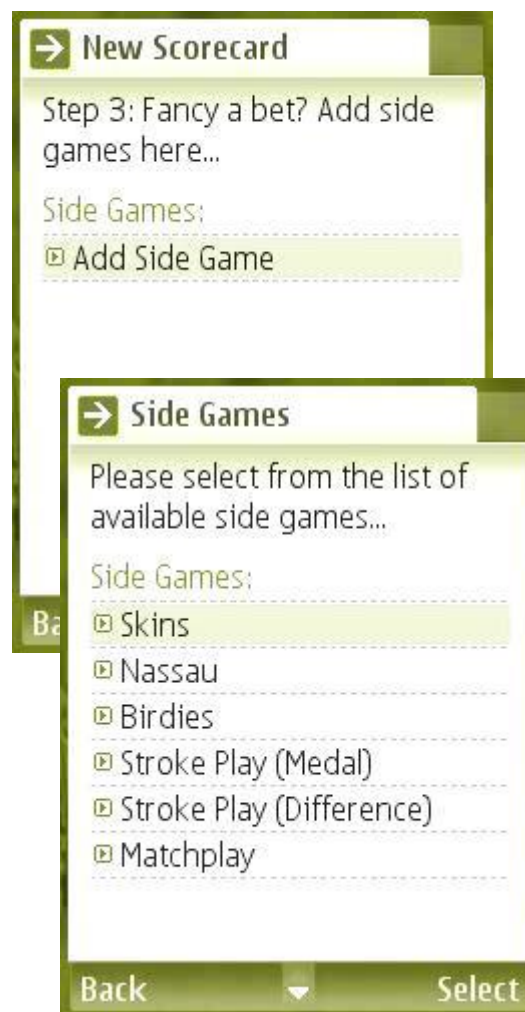 New Scorecard
Step 3: Fancy a bet? Add side
games here...
Side Games:
Add Side Game
Side Games
Please select from the list of
available side games...
Side Games:
Skins
Nassau
Birdies
Stroke Play (Medal)
Stroke Play (Difference)
Matchplay
Back
Select